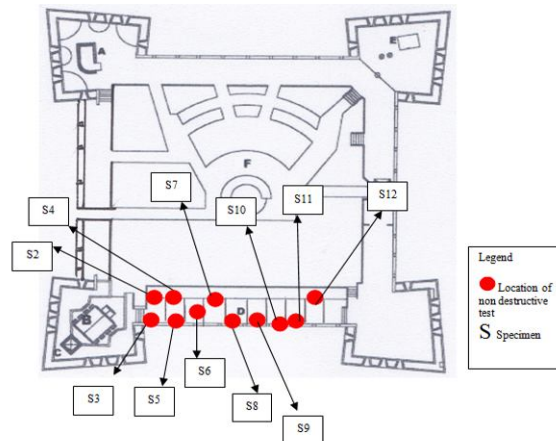 A
E
F
S7
S12
S4
S10
S11
S2
Legend
Location of
non destructive
test
S Specimen
D
B
C
S6
S3
S5
S8
S9